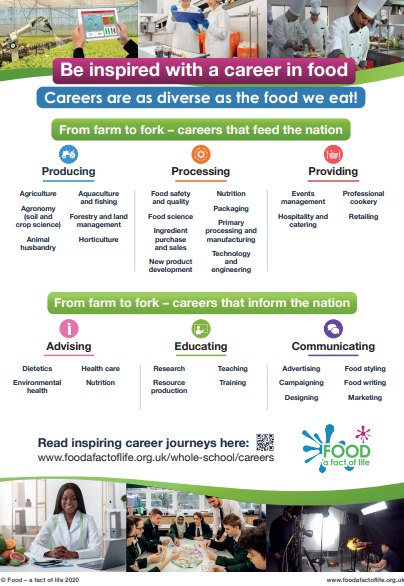 Be inspired with a career in food
Careers are as diverse as the food we eat!
From farm to fork – careers that feed the nation
Producing
Agriculture
Agronomy
(soil and
crop science)
Animal
husbandry
Aquaculture
and fishing
Forestry and land
management
Horticulture
Processing
Food safety
and quality
Food science
Ingredient
purchase
and sales
New product
development
Nutrition
Packaging
Primary
processing and
manufacturing
Technology
and
engineering
Providing
Events
management
Hospitality and
catering
Professional
cookery
Retailing
From farm to fork – careers that inform the nation
Advising
Dietetics
Environmental
health
Health care
Nutrition
Educating
Research
Resource
production
Teaching
Training
Communicating
Advertising
Campaigning
Designing
Food styling
Food writing
Marketing
Read inspiring career journeys here:
www.foodafactoflife.org.uk/whole-school/careers
FOOD
a fact of life
© Food – a fact of life 2020
www.foodafactoflife.org.uk